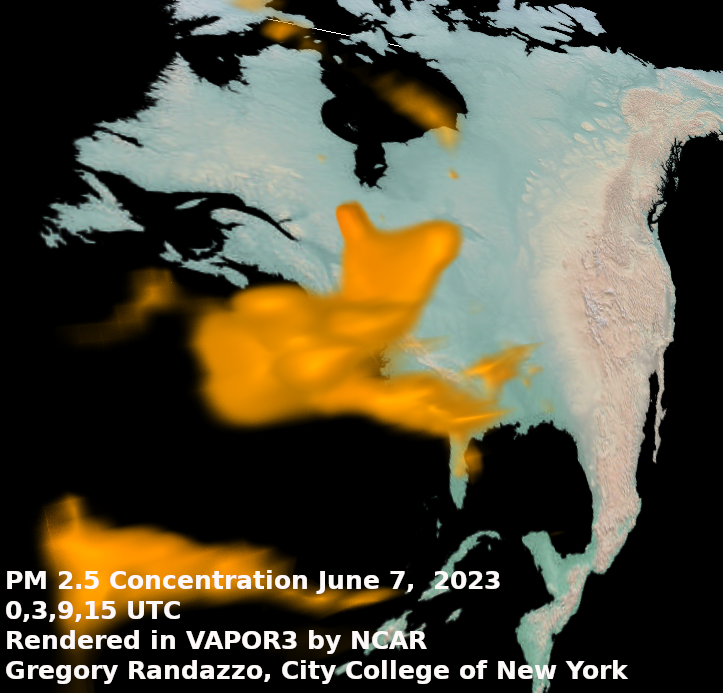 PM 2.5 Concentration June 7,  2023
0,3,9,15 UTC
Rendered in VAPOR3 by NCAR
Gregory Randazzo, City College of New York